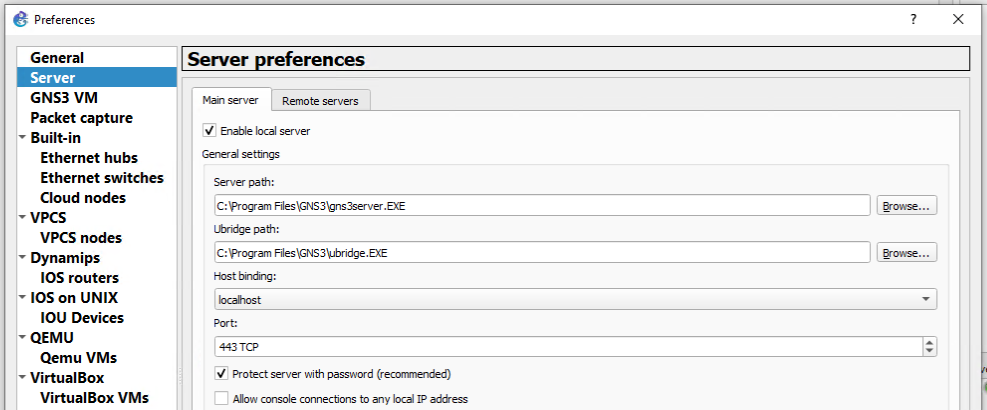 Preferences
?
General
Server
GNS3 VM
Packet capture
Built-in
Ethernet hubs
Ethernet switches
Cloud nodes
VPCS
VPCS nodes
Dynamips
IOS routers
IOS on UNIX
IOU Devices
QEMU
Qemu VMs
VirtualBox
VirtualBox VMs
Server preferences
Main server
Remote servers
Enable local server
General settings
Server path:
C:\Program Files\GNS3\gns3server.EXE
Browse...
Ubridge path:
C:\Program Files\GNS3\ubridge.EXE
Browse...
Host binding:
localhost
Port:
443 TCP
Protect server with password (recommended)
Allow console connections to any local IP address